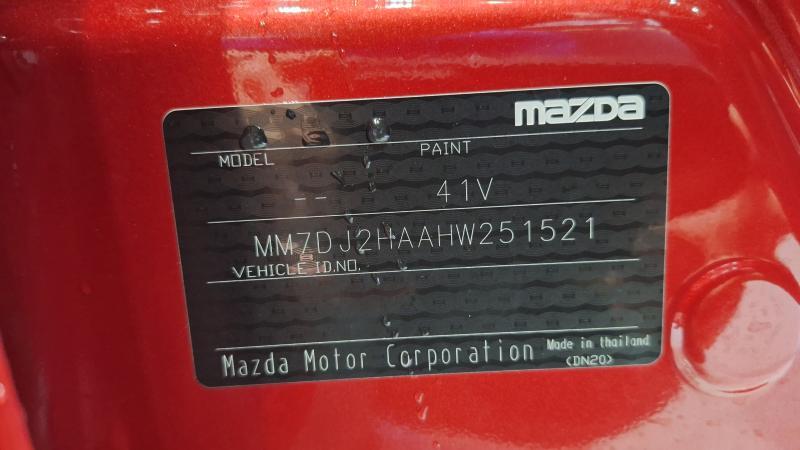 mazda
MODEL PAINT
-- 41V
MM7DJ2HAAHW251521
VEHICLE ID.NO.
Mazda Motor Corporation Made in thailand
(DN20)